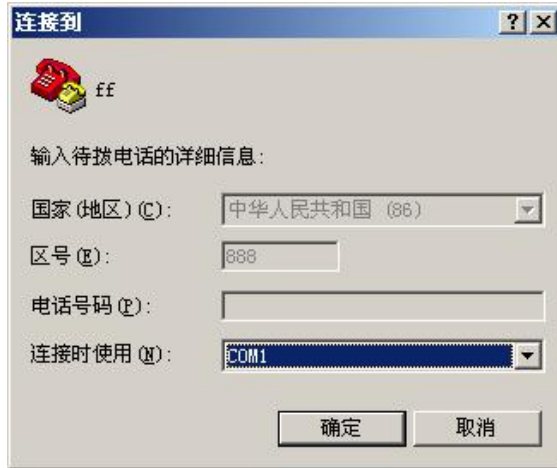 连接到
ff
输入待拨电话的详细信息:
国家(地区)(C): 中华人民共和国 (86)
区号(E): 888
电话号码(P):
连接时使用(N): COM1
确定 取消